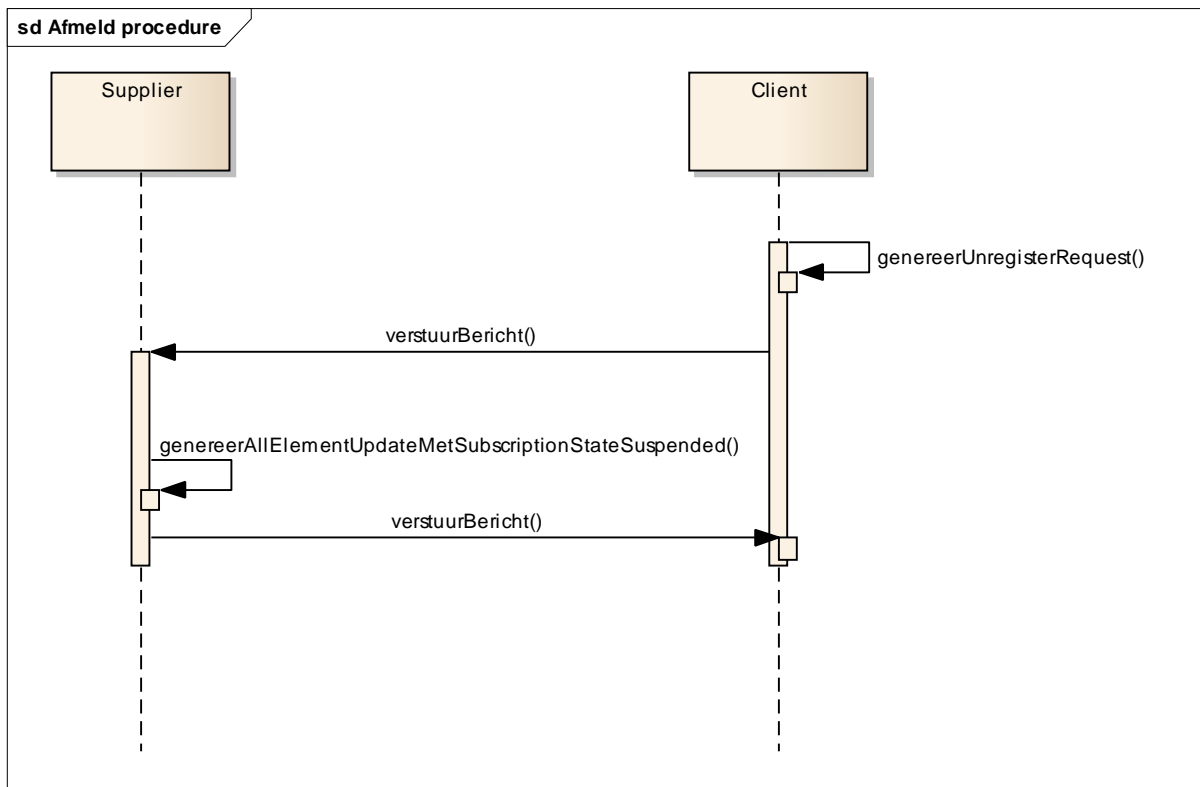 sd Afmeld procedure
Supplier
Client
genereerUnregisterRequest()
verstuurBericht()
genereerAllElementUpdateMetSubscriptionStateSuspended()
verstuurBericht()